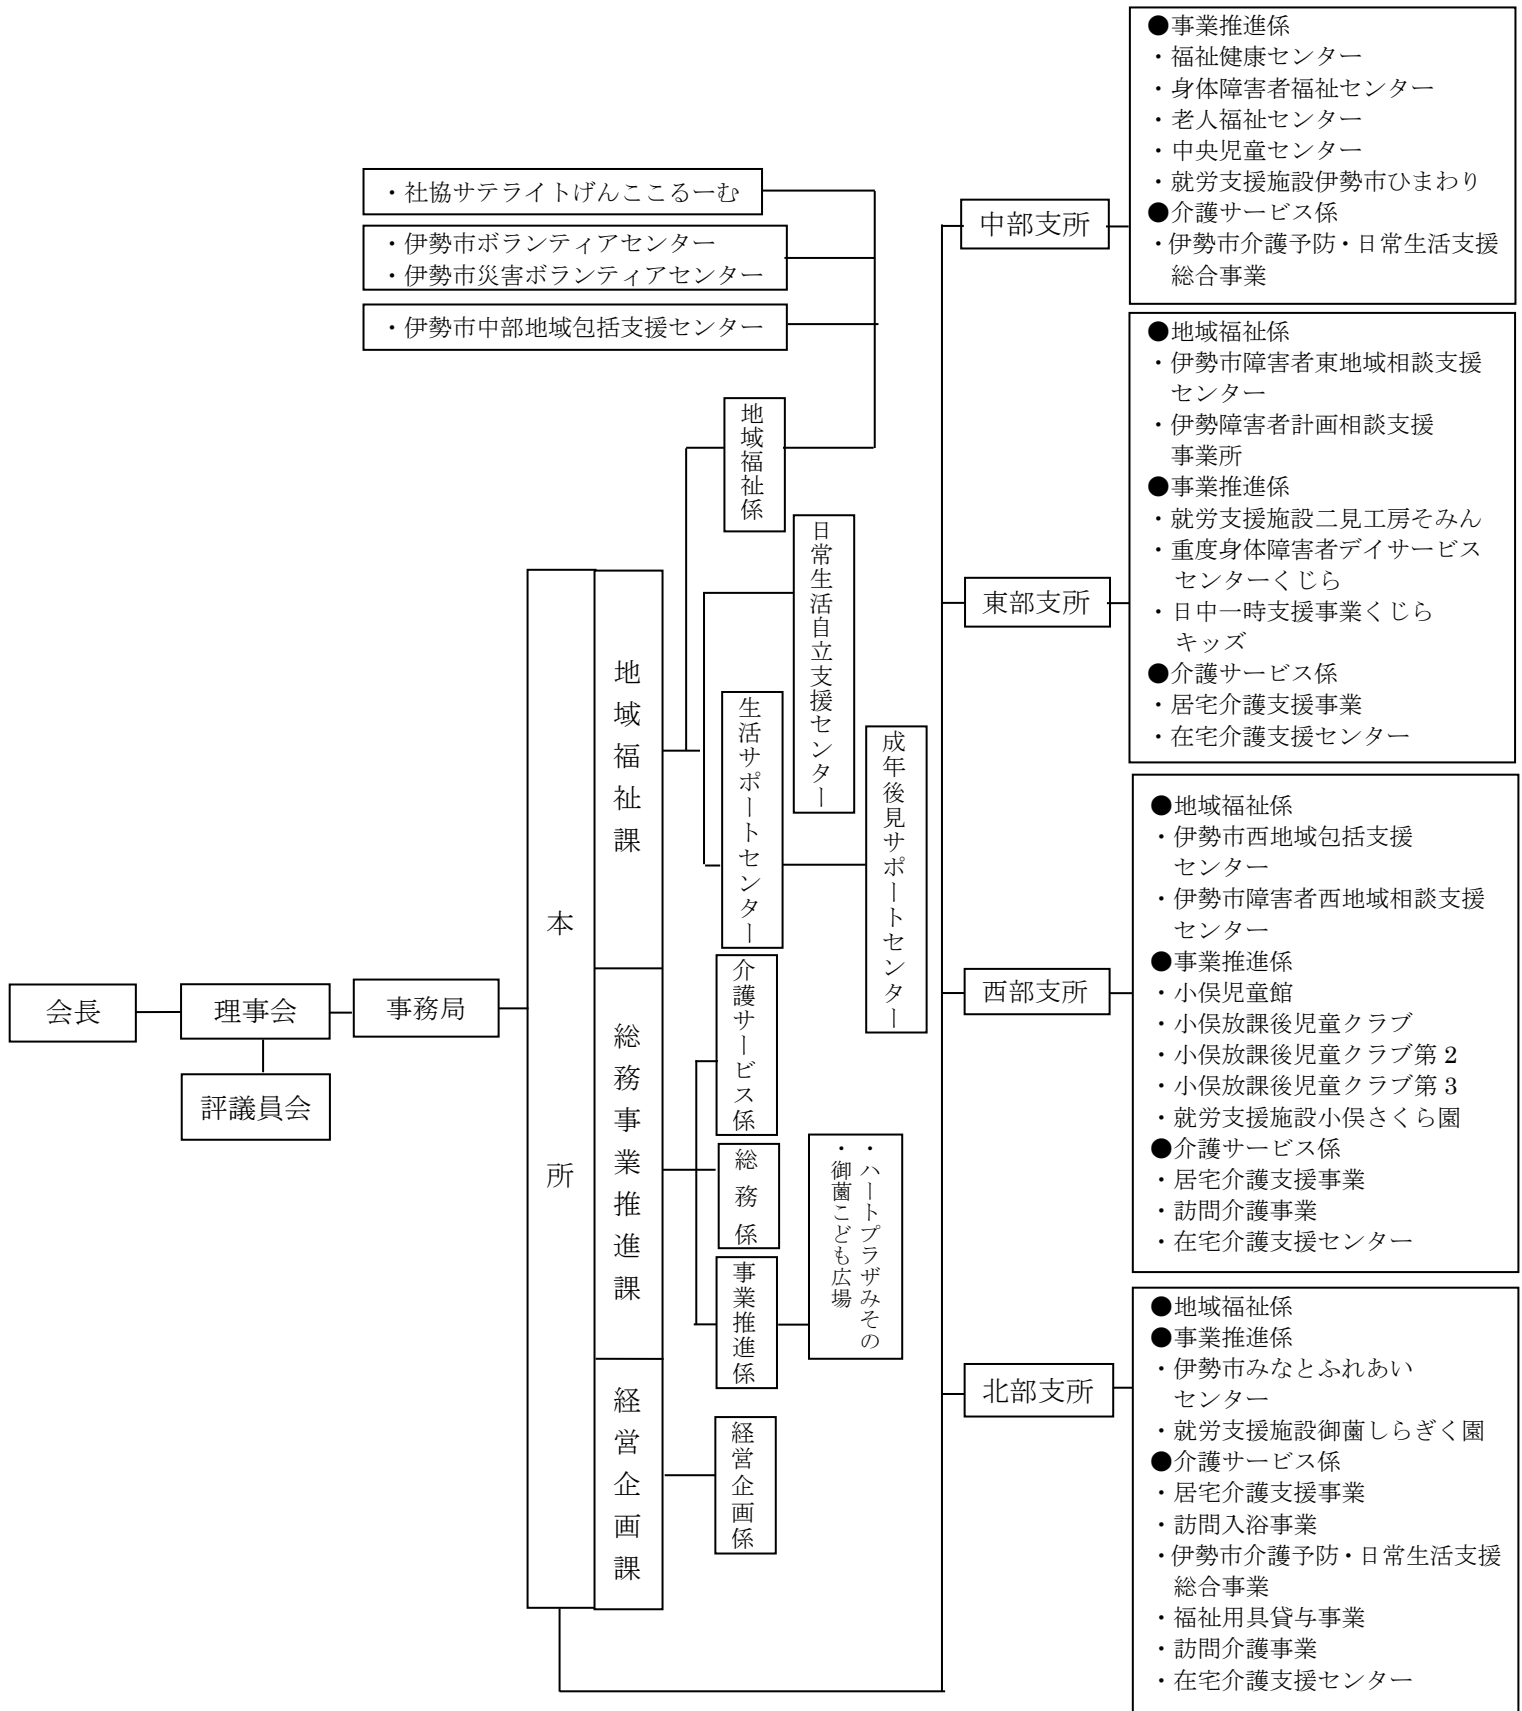 会長
理事会
評議員会
事務局
本所
地域福祉課
総務事業推進課
経営企画課
・社協サテライトげんここるーむ
・伊勢市ボランティアセンター
・伊勢市災害ボランティアセンター
・伊勢市中部地域包括支援センター
地域福祉係
日常生活自立支援センター
生活サポートセンター
成年後見サポートセンター
介護サービス係
総務係
事業推進係
・ハートプラザみその
・御薗こども広場
経営企画係
中部支所
●事業推進係
・福祉健康センター
・身体障害者福祉センター
・老人福祉センター
・中央児童センター
・就労支援施設伊勢市ひまわり
●介護サービス係
・伊勢市介護予防・日常生活支援
総合事業
東部支所
●地域福祉係
・伊勢市障害者東地域相談支援
センター
・伊勢障害者計画相談支援
事業所
●事業推進係
・就労支援施設二見工房そみん
・重度身体障害者デイサービス
センターくじら
・日中一時支援事業くじら
キッズ
●介護サービス係
・居宅介護支援事業
・在宅介護支援センター
西部支所
●地域福祉係
・伊勢市西地域包括支援
センター
・伊勢市障害者西地域相談支援
センター
●事業推進係
・小俣児童館
・小俣放課後児童クラブ
・小俣放課後児童クラブ第 2
・小俣放課後児童クラブ第 3
・就労支援施設小俣さくら園
●介護サービス係
・居宅介護支援事業
・訪問介護事業
・在宅介護支援センター
北部支所
●地域福祉係
●事業推進係
・伊勢市みなとふれあい
センター
・就労支援施設御薗しらぎく園
●介護サービス係
・居宅介護支援事業
・訪問入浴事業
・伊勢市介護予防・日常生活支援
総合事業
・福祉用具貸与事業
・訪問介護事業
・在宅介護支援センター